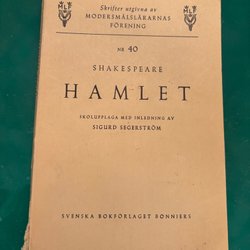 Skrifter utgivna av
MODERSMÅLSLÄRARNAS
FÖRENING
NR 40
SHAKESPEARE
HAMLET
SKOLUPPLAGA MED INLEDNING AV
SIGURD SEGERSTRÖM
SVENSKA BOKFÖRLAGET BONNIERS